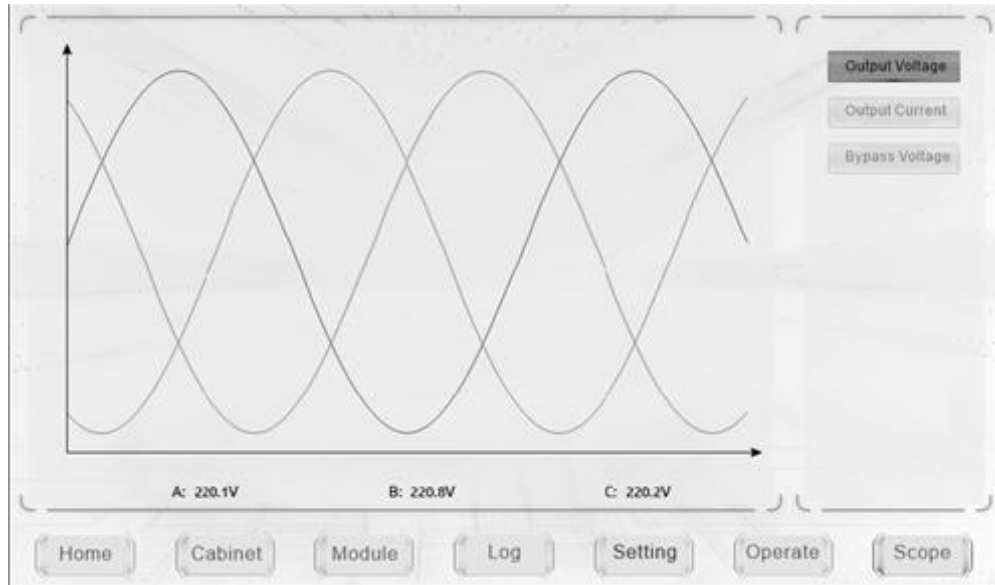 Output Voltage
Output Current
Bypass Voltage
A: 220.1V B: 220.8V C: 220.2V
Home Cabinet Module Log Setting Operate Scope